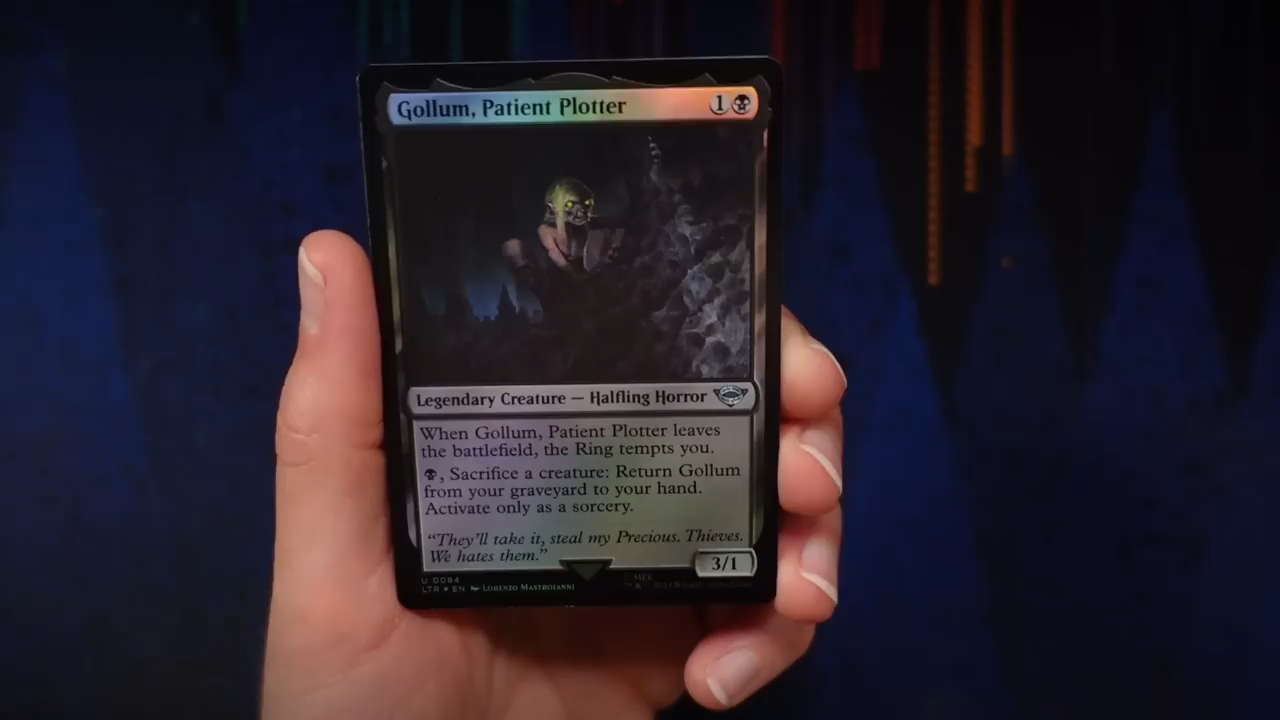 Gollum, Patient Plotter 1
Legendary Creature — Halfling Horror
When Gollum, Patient Plotter leaves
the battlefield, the Ring tempts you.
, Sacrifice a creature: Return Gollum
from your graveyard to your hand.
Activate only as a sorcery.
“They’ll take it, steal my Precious. Thieves.
We hates them.”
3/1
U 0084
LTR ★ EN Lorenzo Mastroianni